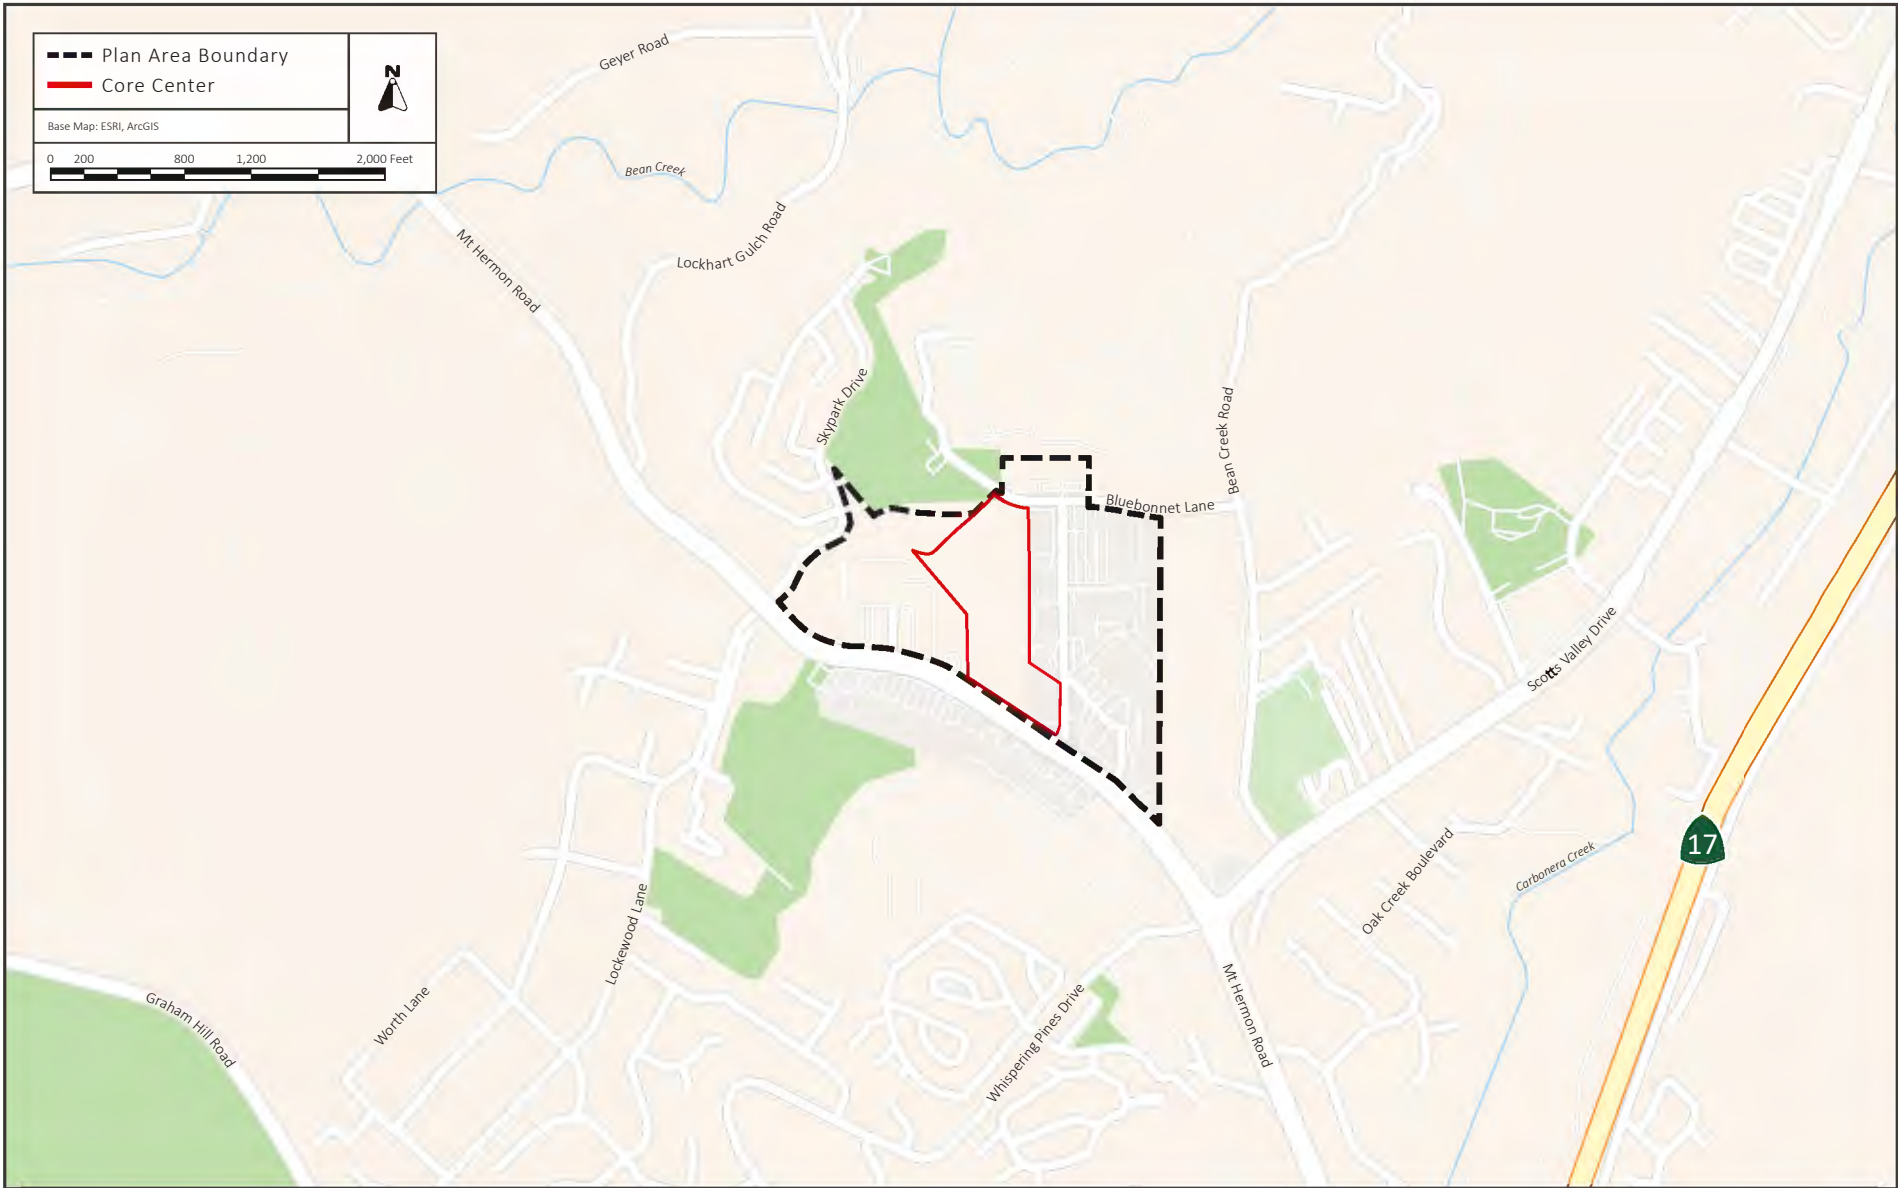 Plan Area Boundary
Core Center
N
Base Map: ESRI, ArcGIS
0 200 800 1,200 2,000 Feet
Geyer Road
Bean Creek
Lockhart Gulch Road
Mt Hermon Road
Skypark Drive
Bean Creek Road
Bluebonnet Lane
Scotts Valley Drive
17
Oak Creek Boulevard
Carbonera Creek
Lockewood Lane
Worth Lane
Graham Hill Road
Whispering Pines Drive
Mt Hermon Road